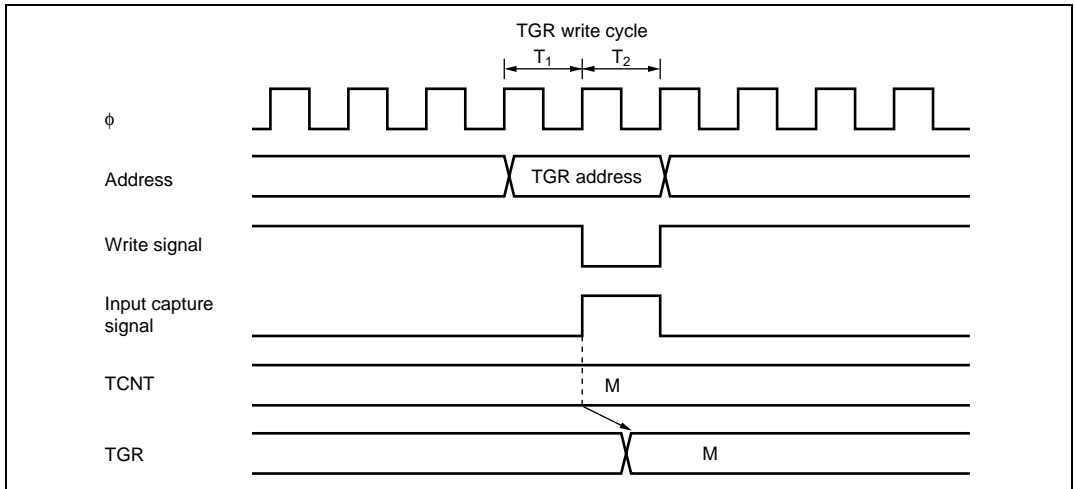 TGR write cycle
T₁ T₂
ϕ
Address TGR address
Write signal
Input capture
signal
TCNT M
TGR M